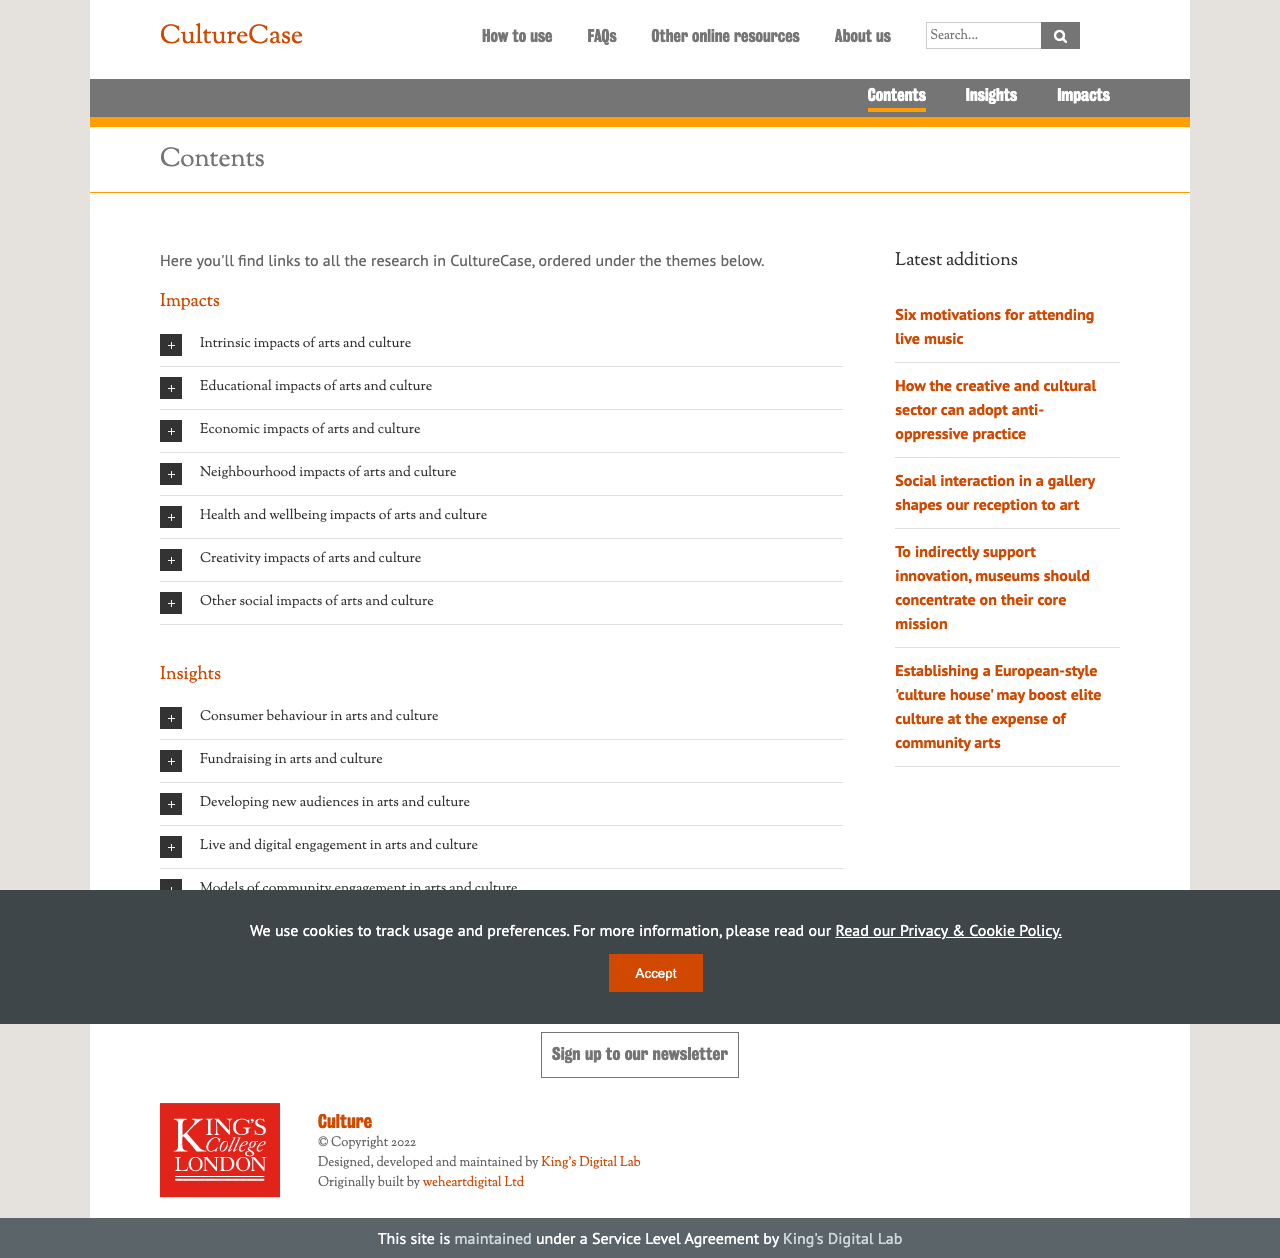 CultureCase
How to use
FAQs
Other online resources
About us
Search...
Contents
Insights
Impacts
Contents
Here you'll find links to all the research in CultureCase, ordered under the themes below.
Impacts
+ Intrinsic impacts of arts and culture
+ Educational impacts of arts and culture
+ Economic impacts of arts and culture
+ Neighbourhood impacts of arts and culture
+ Health and wellbeing impacts of arts and culture
+ Creativity impacts of arts and culture
+ Other social impacts of arts and culture
Insights
+ Consumer behaviour in arts and culture
+ Fundraising in arts and culture
+ Developing new audiences in arts and culture
+ Live and digital engagement in arts and culture
+ Models of community engagement in arts and culture
Latest additions
Six motivations for attending
live music
How the creative and cultural
sector can adopt anti-
oppressive practice
Social interaction in a gallery
shapes our reception to art
To indirectly support
innovation, museums should
concentrate on their core
mission
Establishing a European-style
'culture house' may boost elite
culture at the expense of
community arts
We use cookies to track usage and preferences. For more information, please read our Read our Privacy & Cookie Policy.
Accept
Sign up to our newsletter
KING'S
College
LONDON
Culture
© Copyright 2022
Designed, developed and maintained by King's Digital Lab
Originally built by weheartdigital Ltd
This site is maintained under a Service Level Agreement by King's Digital Lab